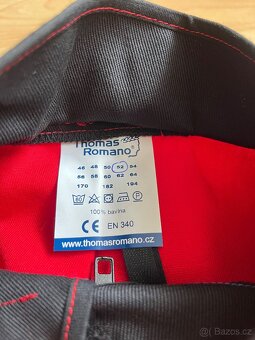 Thomas
Romano
46 48 50 52 54
56 58 60 62 64
170 182 194
100% bavlna
CE EN 340
www.thomasromano.cz
Bazoš.cz